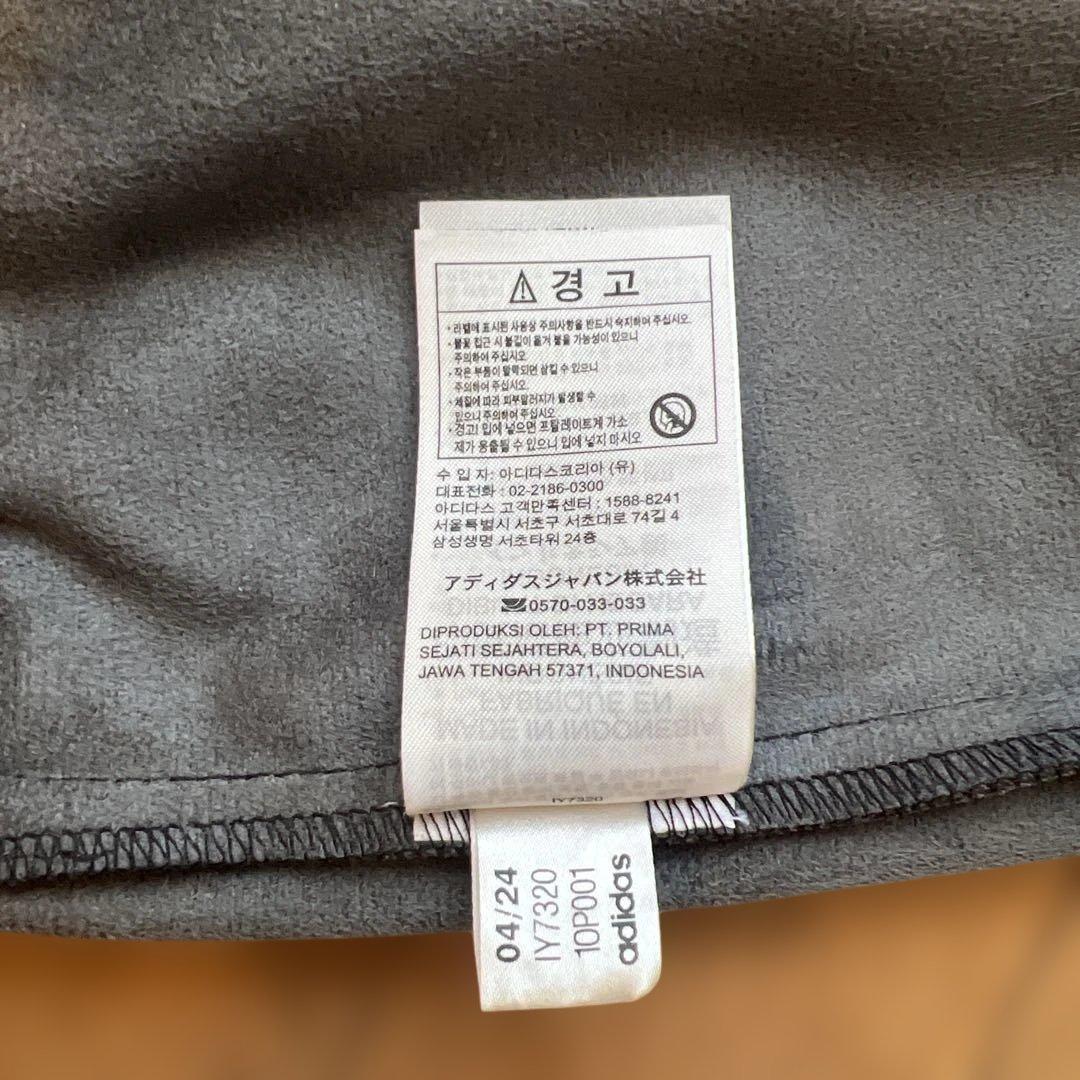 ⚠ 경 고
• 라벨에 표시된 사용상 주의사항을 반드시 숙지하여 주십시오.
• 불꽃 접근 시 불길이 옮겨 붙을 가능성이 있으니
주의하여 주십시오
• 작은 부품이 탈락되면 삼킬 수 있으니
주의하여 주십시오.
• 체질에 따라 피부알러지가 발생할 수
있으니 주의하여 주십시오
• 경고! 입에 넣으면 프탈레이트계 가소
제가 용출될 수 있으니 입에 넣지 마시오
수 입 자: 아디다스코리아 (유)
대표전화 : 02-2186-0300
아디다스 고객만족센터 : 1588-8241
서울특별시 서초구 서초대로 74길 4
삼성생명 서초타워 24층
アディダスジャパン株式会社
0570-033-033
DIPRODUKSI OLEH: PT. PRIMA
SEJATI SEJAHTERA, BOYOLALI,
JAWA TENGAH 57371, INDONESIA
FABRIQUÉ EN
MADE IN INDONESIA
IY7320
04/24
IY7320
10P001
adidas